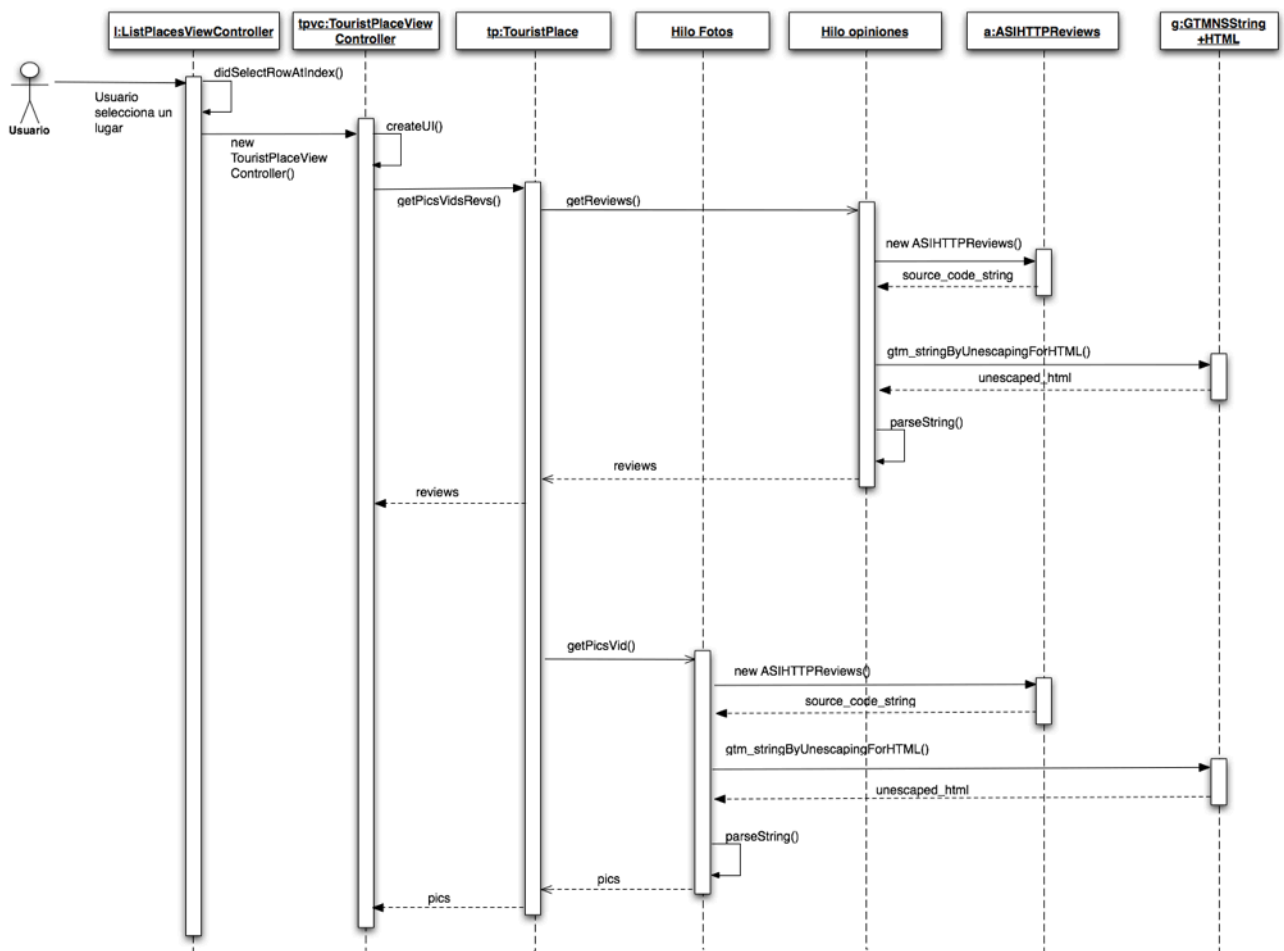 l:ListPlacesViewController
tpvc:TouristPlaceView
Controller
tp:TouristPlace
Hilo Fotos
Hilo opiniones
a:ASIHTTPReviews
g:GTMNSString
+HTML
didSelectRowAtIndex()
Usuario
selecciona un
lugar
Usuario
createUI()
new
TouristPlaceView
Controller()
getPicsVidsRevs()
getReviews()
new ASIHTTPReviews()
source_code_string
gtm_stringByUnescapingForHTML()
unescaped_html
parseString()
reviews
reviews
getPicsVid()
new ASIHTTPReviews()
source_code_string
gtm_stringByUnescapingForHTML()
unescaped_html
parseString()
pics
pics